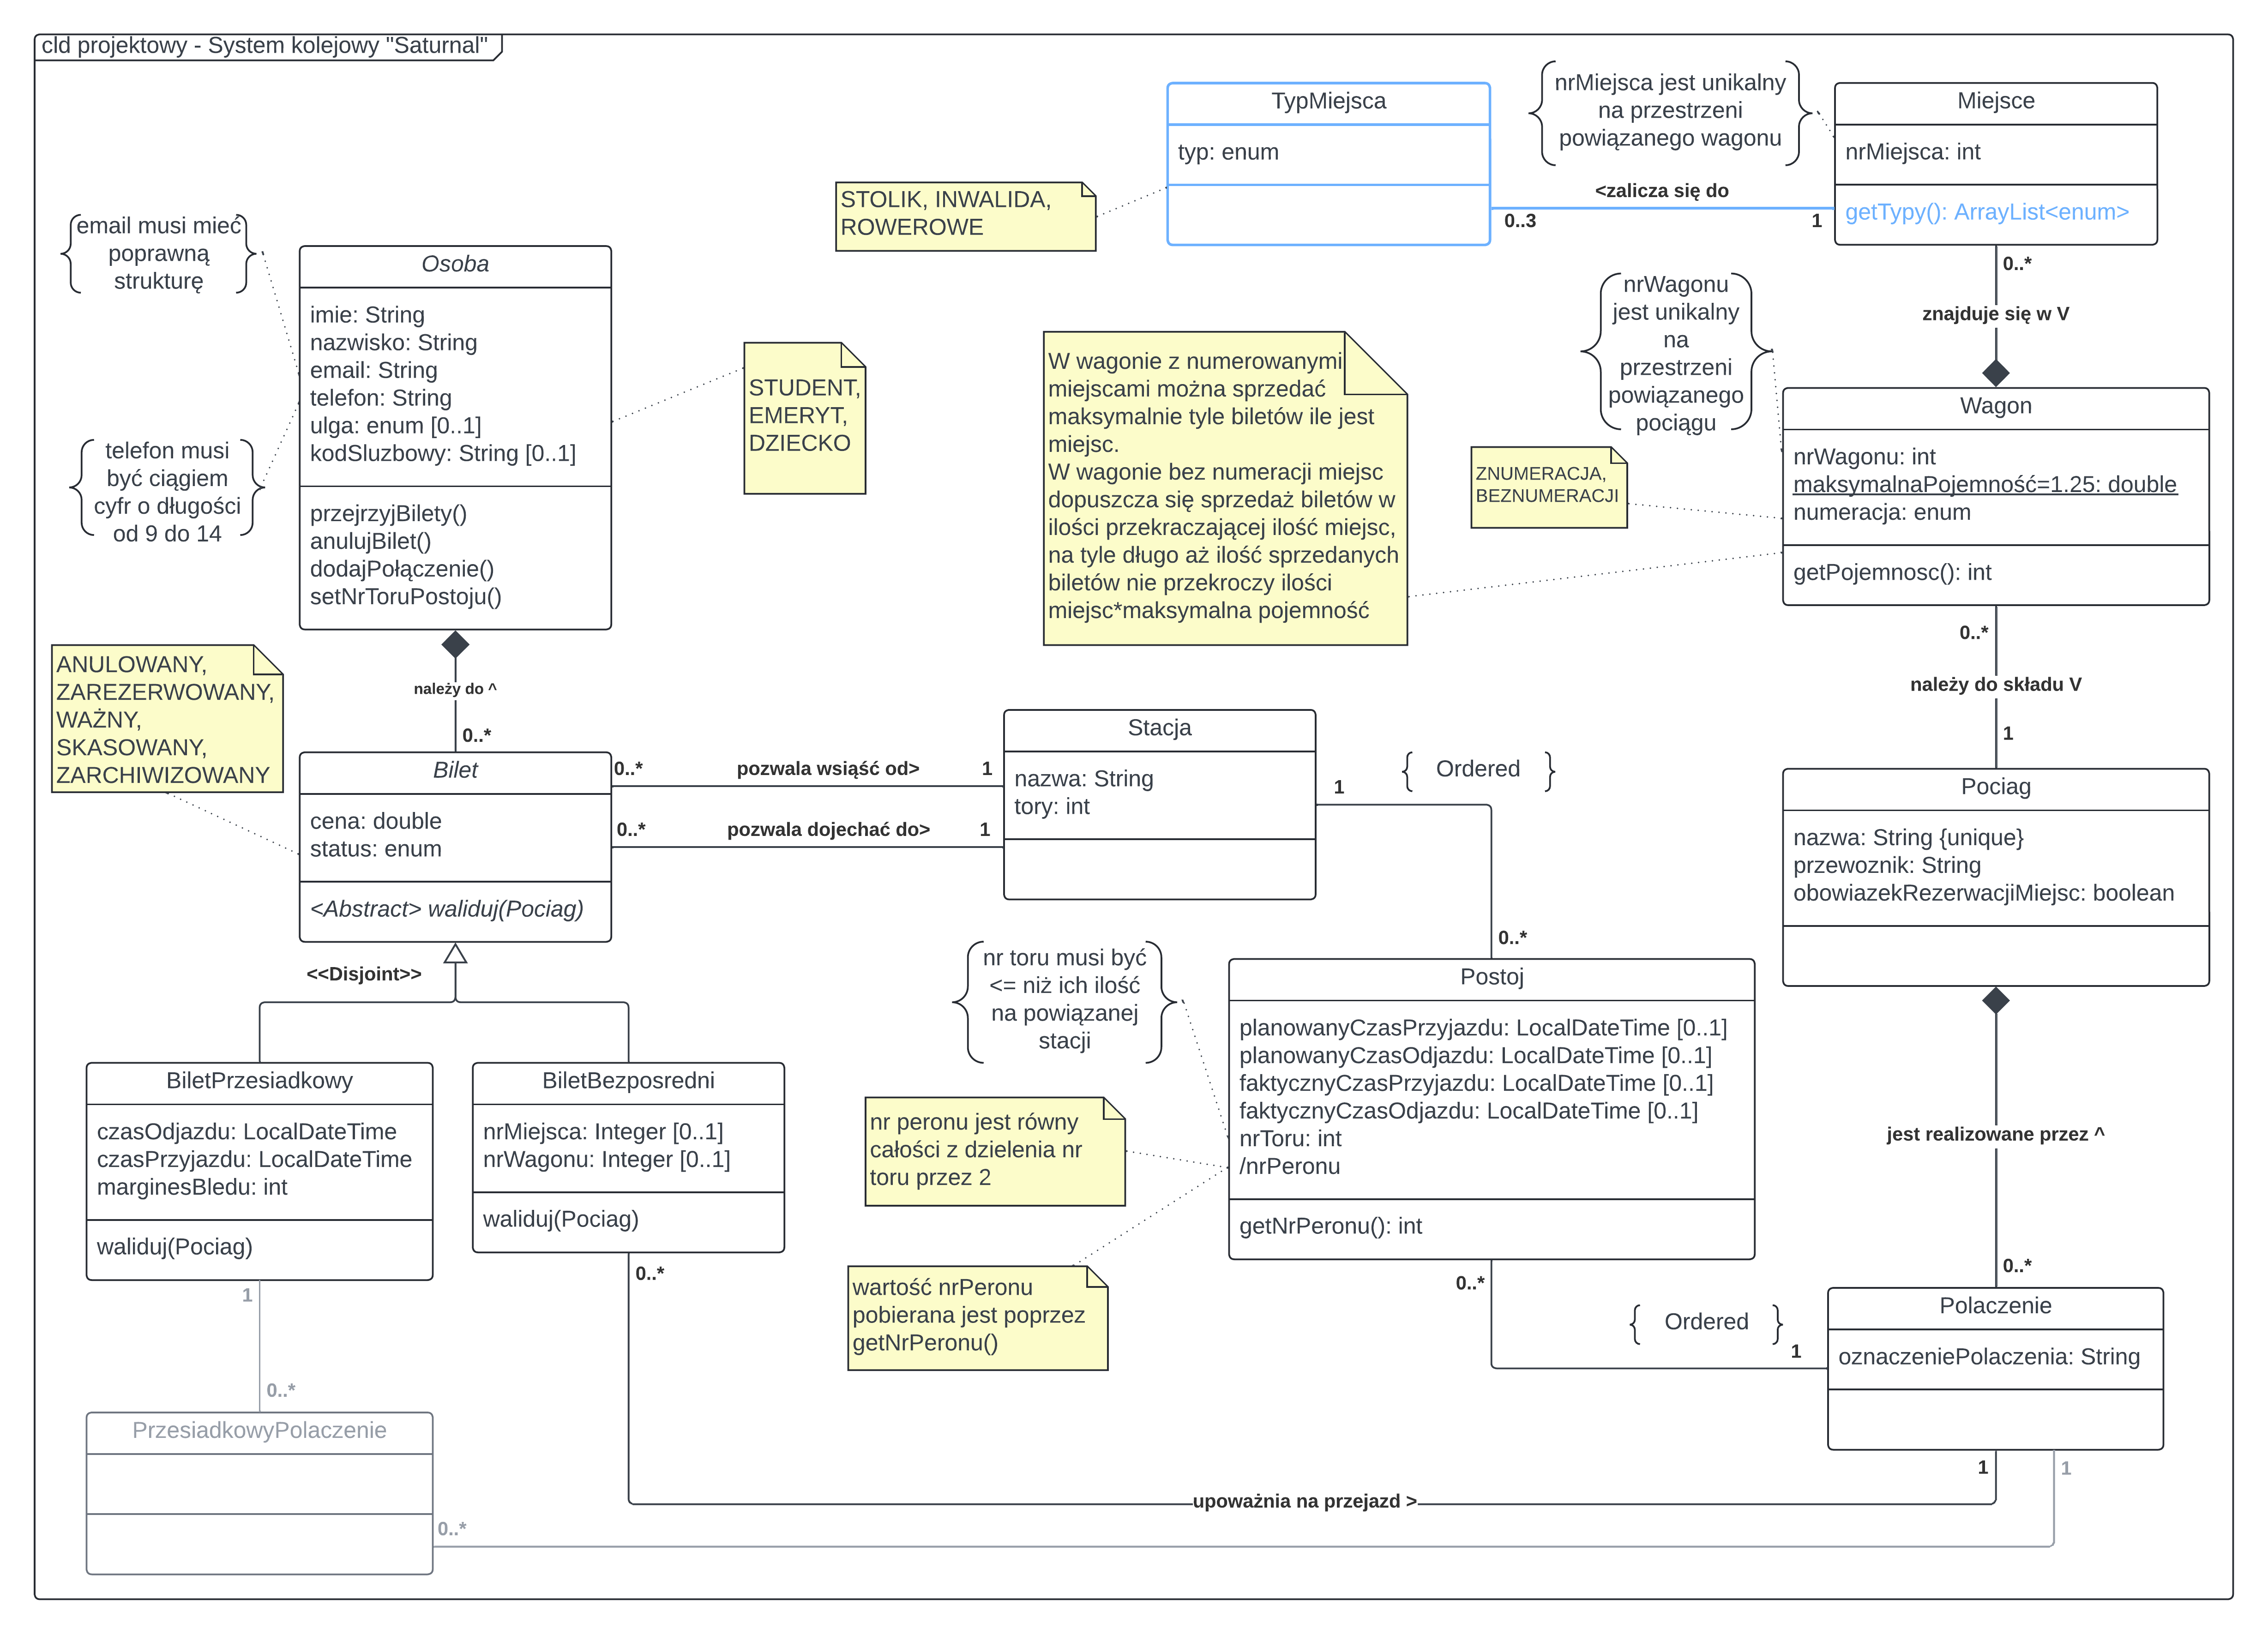 cld projektowy - System kolejowy "Saturnal"
TypMiejsca
typ: enum
nrMiejsca jest unikalny
na przestrzeni
powiązanego wagonu
Miejsce
nrMiejsca: int
getTypy(): ArrayList<enum>
STOLIK, INWALIDA,
ROWEROWE
<zalicza się do
0..3
1
email musi mieć
poprawną
strukturę
Osoba
imie: String
nazwisko: String
email: String
telefon: String
ulga: enum [0..1]
kodSluzbowy: String [0..1]
przejrzyjBilety()
anulujBilet()
dodajPołączenie()
setNrToruPostoju()
telefon musi
być ciągiem
cyfr o długości
od 9 do 14
STUDENT,
EMERYT,
DZIECKO
W wagonie z numerowanymi
miejscami można sprzedać
maksymalnie tyle biletów ile jest
miejsc.
W wagonie bez numeracji miejsc
dopuszcza się sprzedaż biletów w
ilości przekraczającej ilość miejsc,
na tyle długo aż ilość sprzedanych
biletów nie przekroczy ilości
miejsc*maksymalna pojemność
nrWagonu
jest unikalny
na
przestrzeni
powiązanego
pociągu
0..*
znajduje się w V
ZNUMERACJA,
BEZNUMERACJI
Wagon
nrWagonu: int
maksymalnaPojemność=1.25: double
numeracja: enum
getPojemnosc(): int
0..*
należy do składu V
1
ANULOWANY,
ZAREZERWOWANY,
WAŻNY,
SKASOWANY,
ZARCHIWIZOWANY
należy do ^
0..*
Bilet
cena: double
status: enum
<Abstract> waliduj(Pociag)
0..*
pozwala wsiąść od>
1
0..*
pozwala dojechać do>
1
Stacja
nazwa: String
tory: int
1
Ordered
0..*
Pociag
nazwa: String {unique}
przewoznik: String
obowiazekRezerwacjiMiejsc: boolean
<<Disjoint>>
nr toru musi być
<= niż ich ilość
na powiązanej
stacji
Postoj
planowanyCzasPrzyjazdu: LocalDateTime [0..1]
planowanyCzasOdjazdu: LocalDateTime [0..1]
faktycznyCzasPrzyjazdu: LocalDateTime [0..1]
faktycznyCzasOdjazdu: LocalDateTime [0..1]
nrToru: int
/nrPeronu
getNrPeronu(): int
BiletPrzesiadkowy
czasOdjazdu: LocalDateTime
czasPrzyjazdu: LocalDateTime
marginesBledu: int
waliduj(Pociag)
BiletBezposredni
nrMiejsca: Integer [0..1]
nrWagonu: Integer [0..1]
waliduj(Pociag)
nr peronu jest równy
całości z dzielenia nr
toru przez 2
wartość nrPeronu
pobierana jest poprzez
getNrPeronu()
jest realizowane przez ^
0..*
0..*
Ordered
1
Polaczenie
oznaczeniePolaczenia: String
1
0..*
0..*
PrzesiadkowyPolaczenie
0..*
upoważnia na przejazd >
1
1